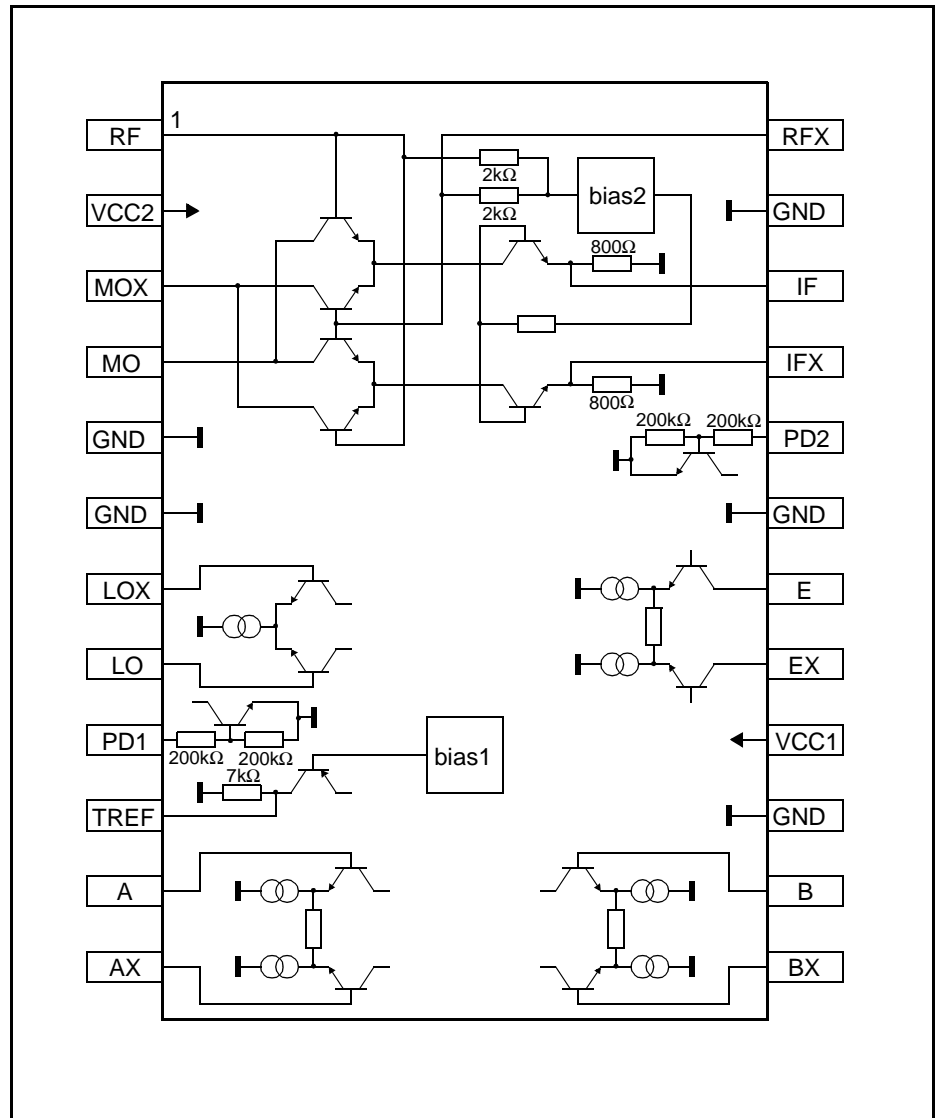 1
RF
RFX
2kΩ
VCC2
2kΩ
bias2
GND
800Ω
MOX
IF
MO
IFX
800Ω
200kΩ 200kΩ
GND
PD2
GND
GND
LOX
E
LO
EX
PD1
200kΩ 200kΩ
bias1
VCC1
7kΩ
TREF
GND
A
B
AX
BX